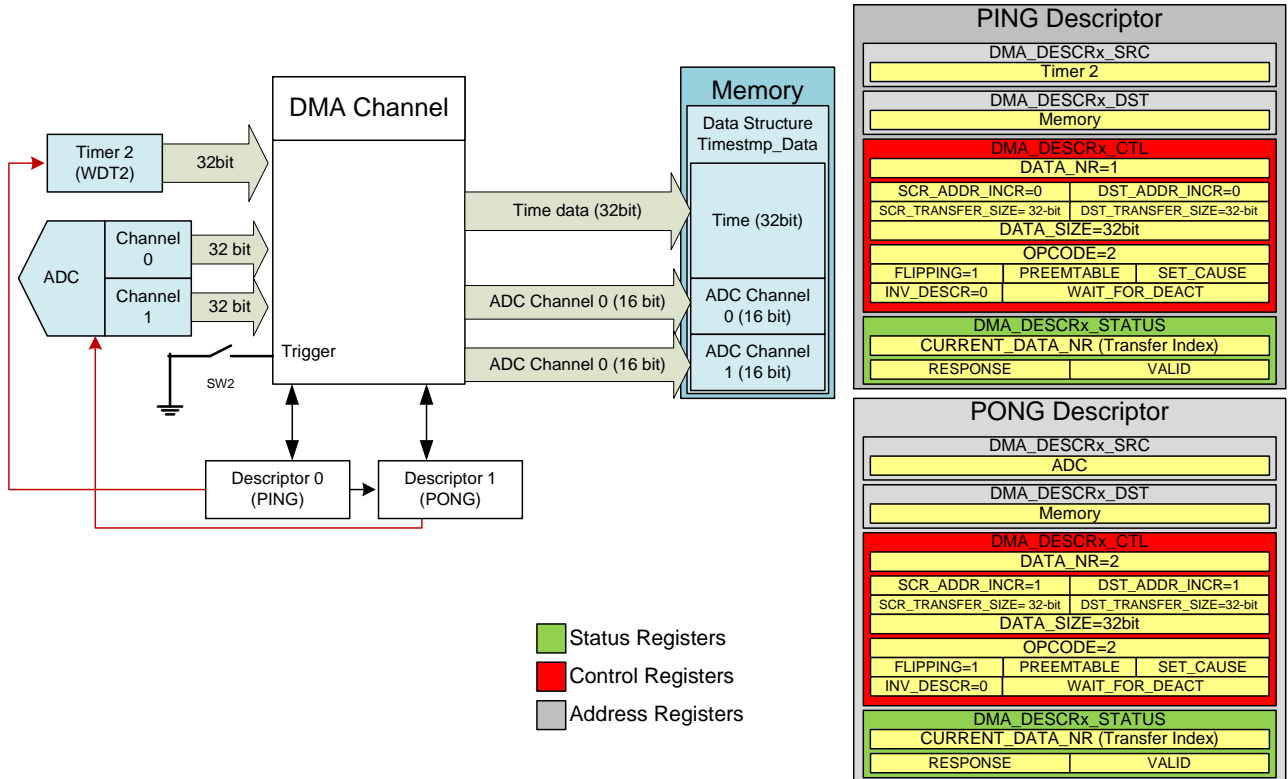 DMA Channel
Timer 2
(WDT2)
32bit
ADC
Channel
0
Channel
1
32 bit
32 bit
Trigger
SW2
Time data (32bit)
ADC Channel 0 (16 bit)
ADC Channel 0 (16 bit)
Memory
Data Structure
Timestmp_Data
Time (32bit)
ADC Channel
0 (16 bit)
ADC Channel
1 (16 bit)
Descriptor 0
(PING)
Descriptor 1
(PONG)
Status Registers
Control Registers
Address Registers
PING Descriptor
DMA_DESCRx_SRC
Timer 2
DMA_DESCRx_DST
Memory
DMA_DESCRx_CTL
DATA_NR=1
SCR_ADDR_INCR=0 DST_ADDR_INCR=0
SCR_TRANSFER_SIZE= 32-bit DST_TRANSFER_SIZE=32-bit
DATA_SIZE=32bit
OPCODE=2
FLIPPING=1 PREEMTABLE SET_CAUSE
INV_DESCR=0 WAIT_FOR_DEACT
DMA_DESCRx_STATUS
CURRENT_DATA_NR (Transfer Index)
RESPONSE VALID
PONG Descriptor
DMA_DESCRx_SRC
ADC
DMA_DESCRx_DST
Memory
DMA_DESCRx_CTL
DATA_NR=2
SCR_ADDR_INCR=1 DST_ADDR_INCR=1
SCR_TRANSFER_SIZE= 32-bit DST_TRANSFER_SIZE=32-bit
DATA_SIZE=32bit
OPCODE=2
FLIPPING=1 PREEMTABLE SET_CAUSE
INV_DESCR=0 WAIT_FOR_DEACT
DMA_DESCRx_STATUS
CURRENT_DATA_NR (Transfer Index)
RESPONSE VALID